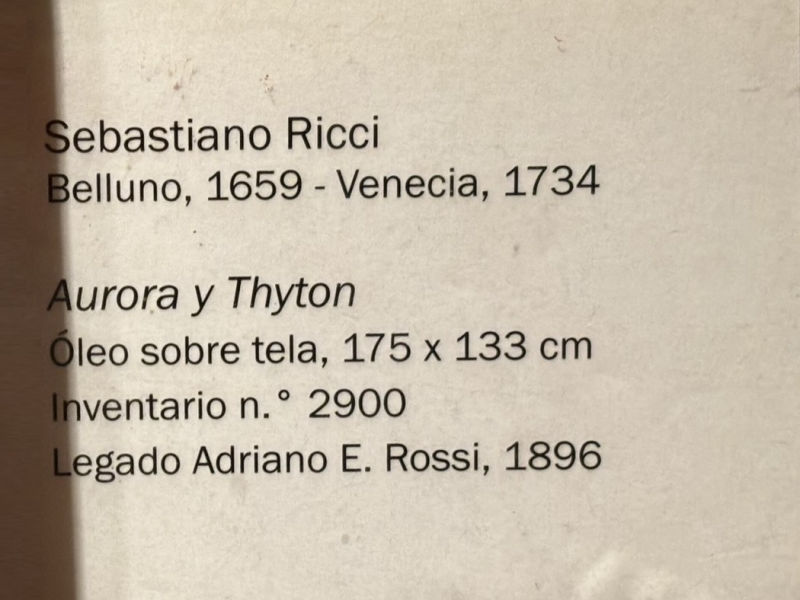 Sebastiano Ricci
Belluno, 1659 - Venecia, 1734
Aurora y Thyton
Óleo sobre tela, 175 x 133 cm
Inventario n.° 2900
Legado Adriano E. Rossi, 1896